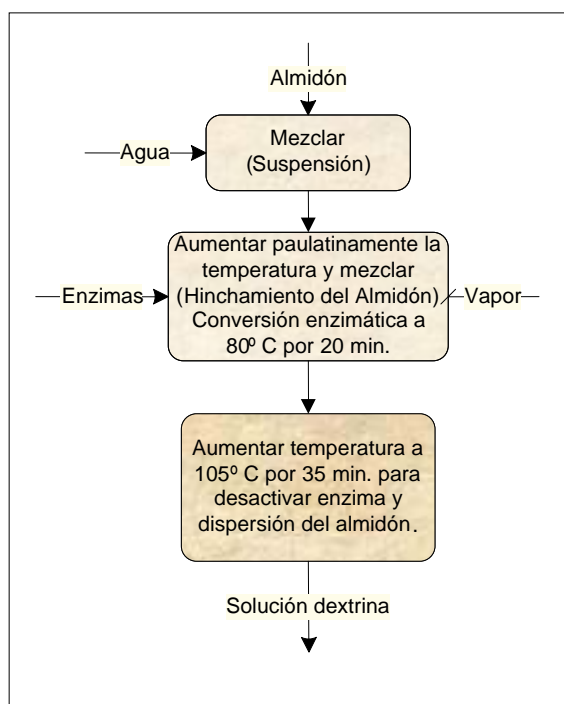 Almidón
Mezclar
(Suspensión)
Agua
Aumentar paulatinamente la
temperatura y mezclar
(Hinchamiento del Almidón)
Conversión enzimática a
80º C por 20 min.
Enzimas
Vapor
Aumentar temperatura a
105º C por 35 min. para
desactivar enzima y
dispersión del almidón.
Solución dextrina